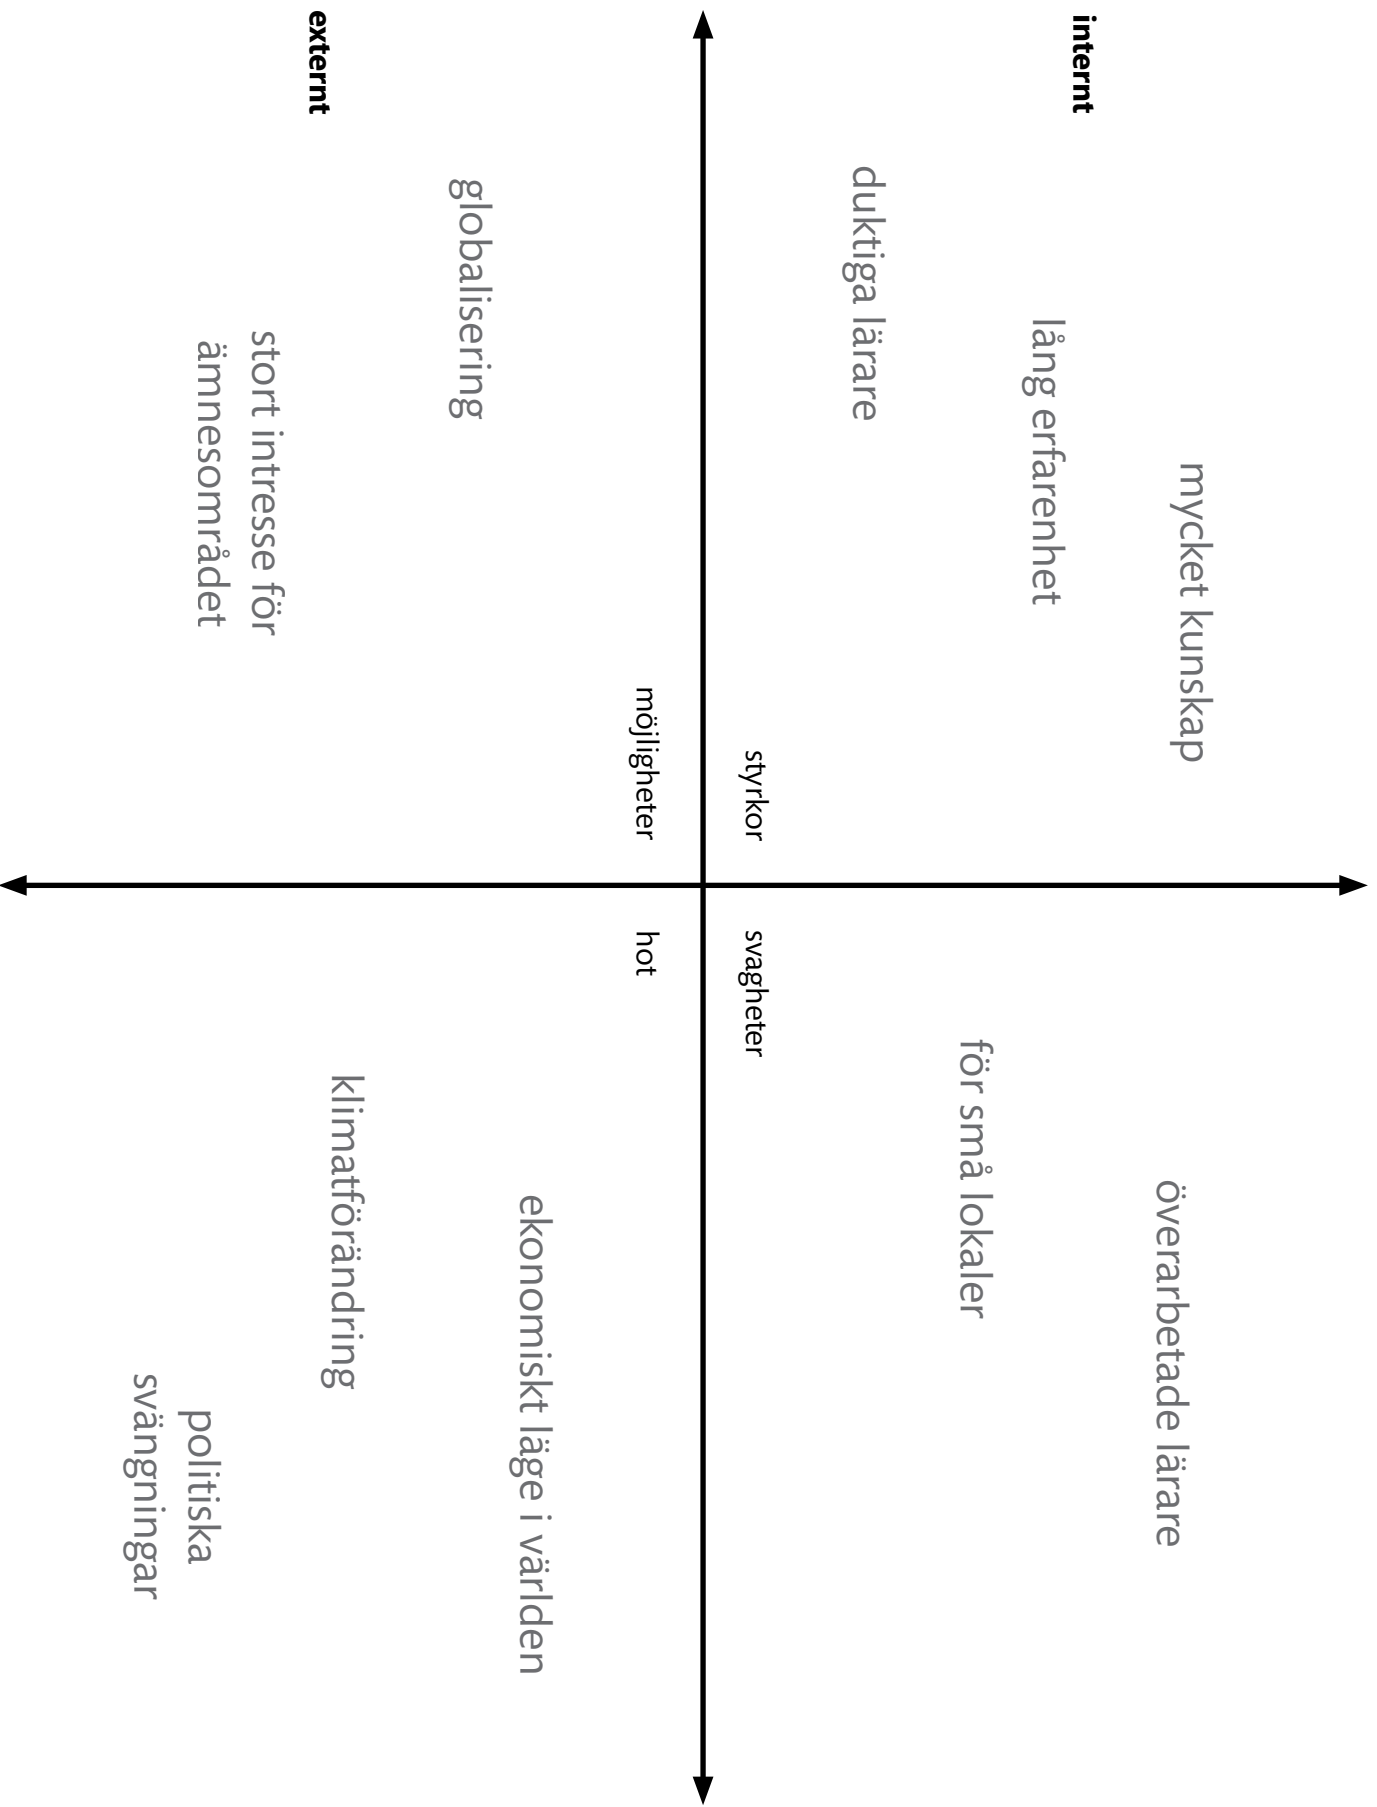 internt
mycket kunskap
lång erfarenhet
duktiga lärare
styrkor
överarbetade lärare
för små lokaler
svagheter
externt
möjligheter
globalisering
stort intresse för
ämnesområdet
hot
ekonomiskt läge i världen
klimatförändring
politiska
svängningar